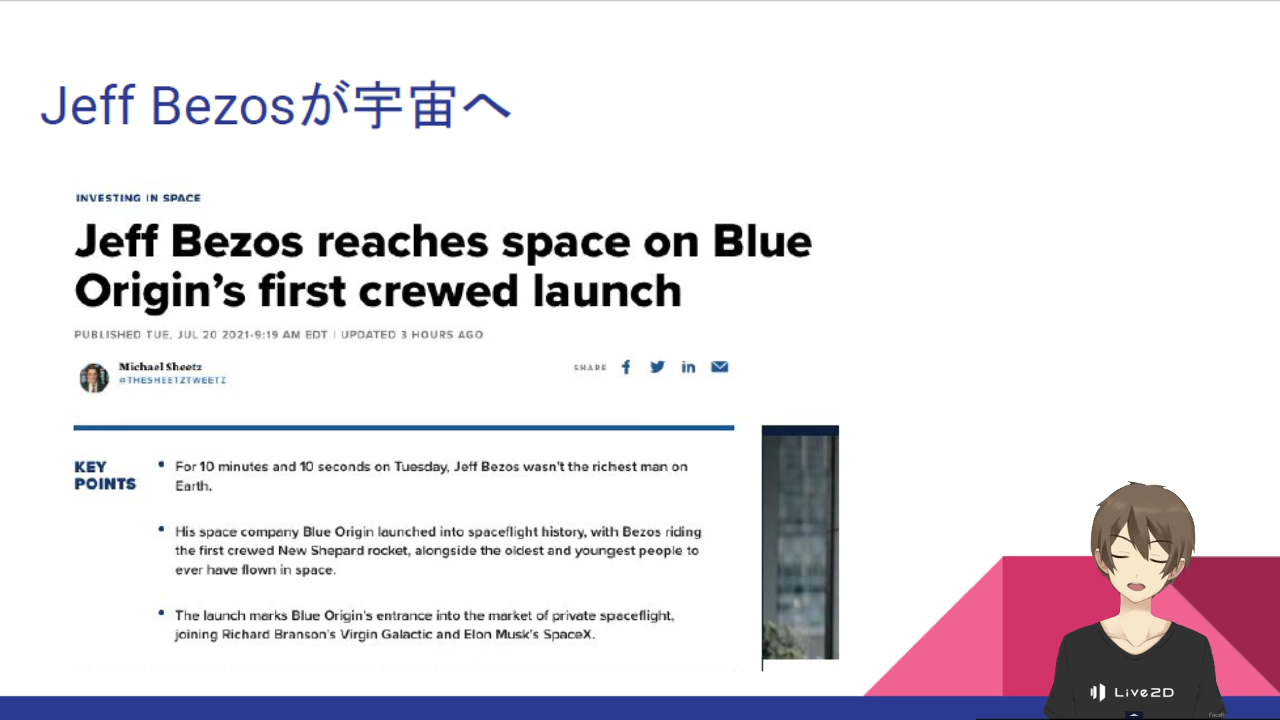 Jeff Bezosが宇宙へ
INVESTING IN SPACE
Jeff Bezos reaches space on Blue
Origin’s first crewed launch
PUBLISHED TUE, JUL 20 2021·9:19 AM EDT | UPDATED 3 HOURS AGO
Michael Sheetz
@THESHEETZTWEETZ
SHARE
KEY
POINTS
For 10 minutes and 10 seconds on Tuesday, Jeff Bezos wasn’t the richest man on
Earth.
His space company Blue Origin launched into spaceflight history, with Bezos riding
the first crewed New Shepard rocket, alongside the oldest and youngest people to
ever have flown in space.
The launch marks Blue Origin’s entrance into the market of private spaceflight,
joining Richard Branson’s Virgin Galactic and Elon Musk’s SpaceX.
Live2D